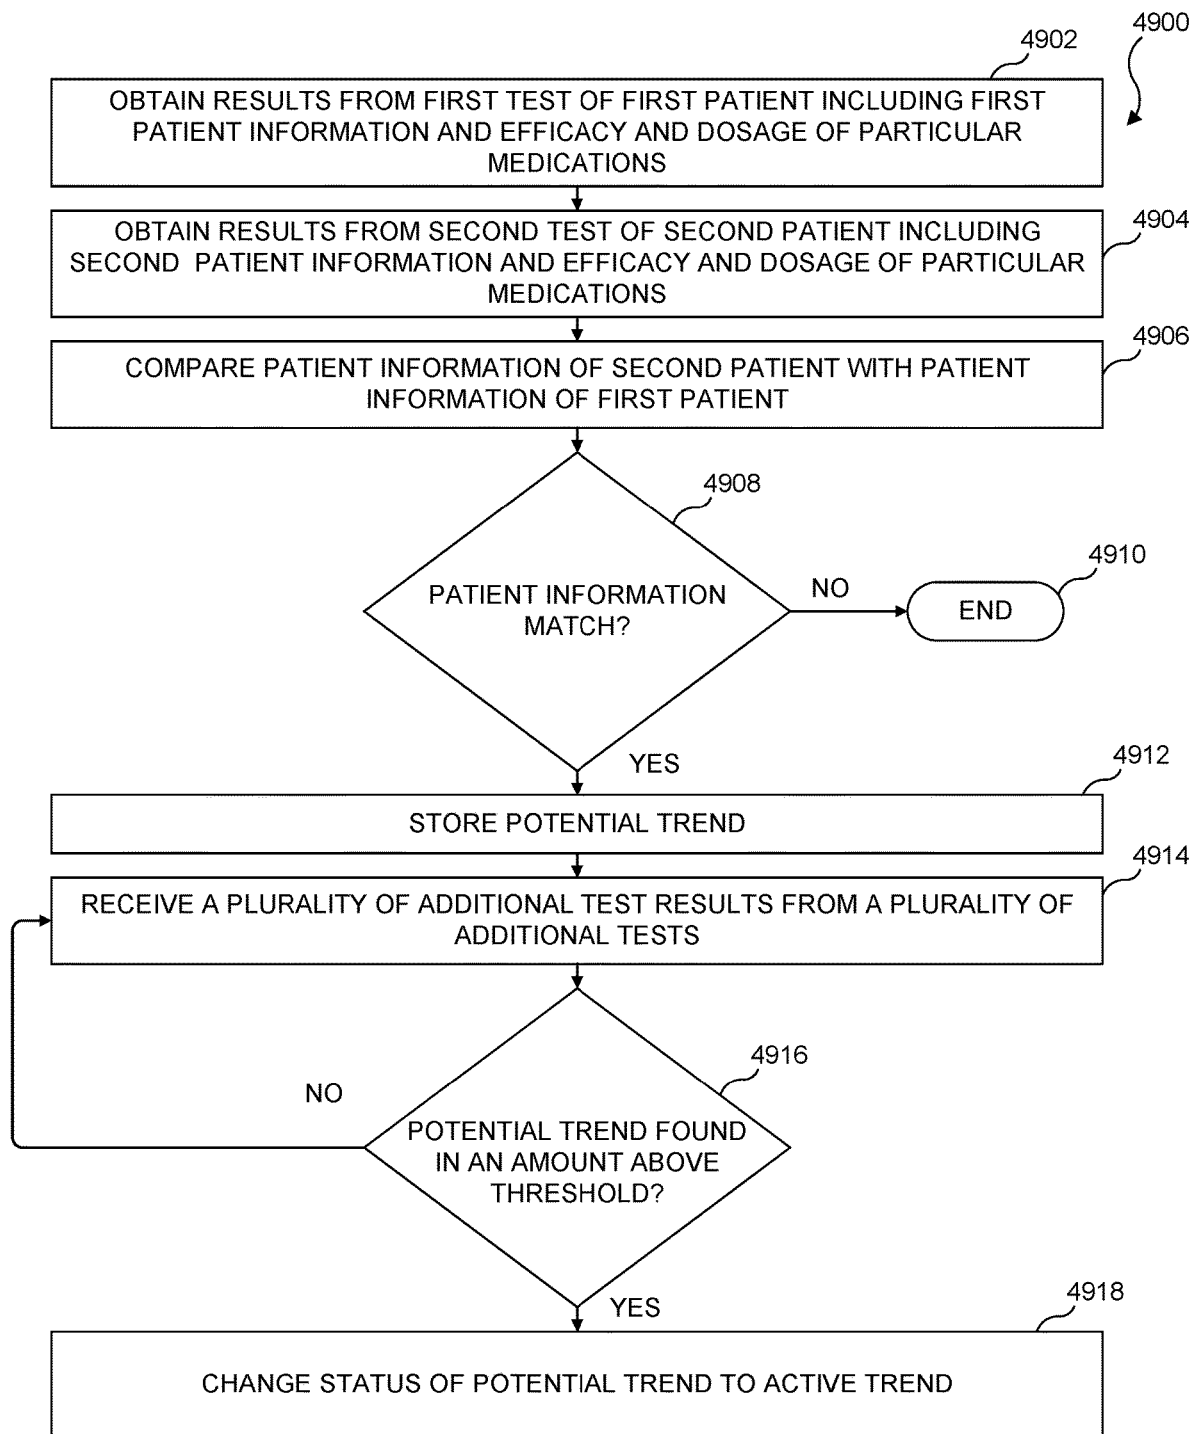 4900
4902
OBTAIN RESULTS FROM FIRST TEST OF FIRST PATIENT INCLUDING FIRST
PATIENT INFORMATION AND EFFICACY AND DOSAGE OF PARTICULAR
MEDICATIONS
4904
OBTAIN RESULTS FROM SECOND TEST OF SECOND PATIENT INCLUDING
SECOND PATIENT INFORMATION AND EFFICACY AND DOSAGE OF PARTICULAR
MEDICATIONS
4906
COMPARE PATIENT INFORMATION OF SECOND PATIENT WITH PATIENT
INFORMATION OF FIRST PATIENT
4908
PATIENT INFORMATION
MATCH?
NO
4910
END
YES
4912
STORE POTENTIAL TREND
4914
RECEIVE A PLURALITY OF ADDITIONAL TEST RESULTS FROM A PLURALITY OF
ADDITIONAL TESTS
4916
NO
POTENTIAL TREND FOUND
IN AN AMOUNT ABOVE
THRESHOLD?
YES
4918
CHANGE STATUS OF POTENTIAL TREND TO ACTIVE TREND